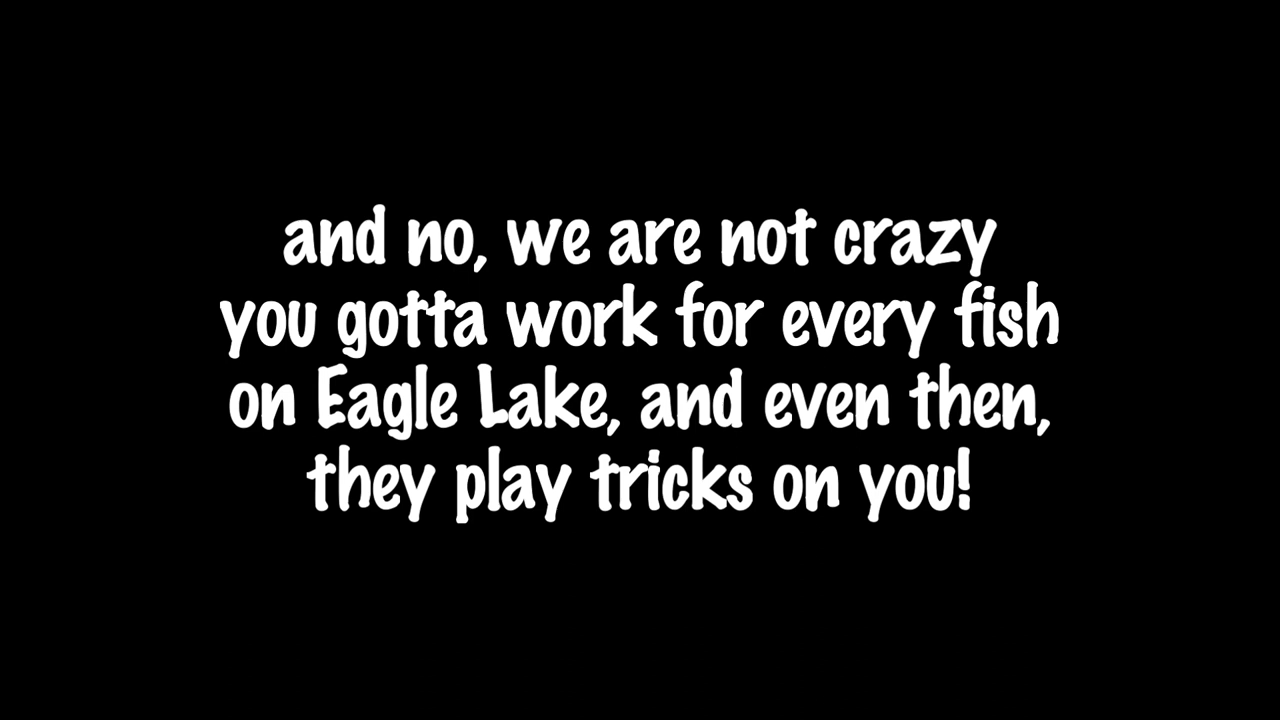 and no, we are not crazy
you gotta work for every fish
on Eagle Lake, and even then,
they play tricks on you!